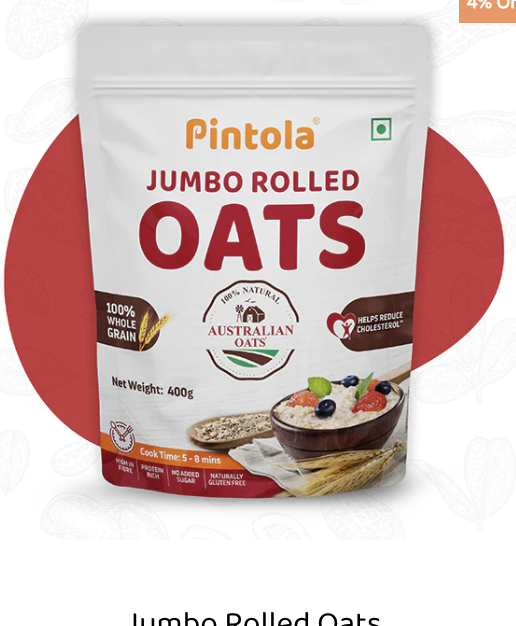 4% Of
Pintola®
JUMBO ROLLED
OATS
100% NATURAL
AUSTRALIAN
OATS
100%
WHOLE
GRAIN
HELPS REDUCE
CHOLESTEROL
Net Weight: 400g
Cook Time: 5 - 8 mins
HIGH IN
FIBRE
PROTEIN
RICH
NO ADDED
SUGAR
NATURALLY
GLUTEN FREE
Jumbo Rolled Oats